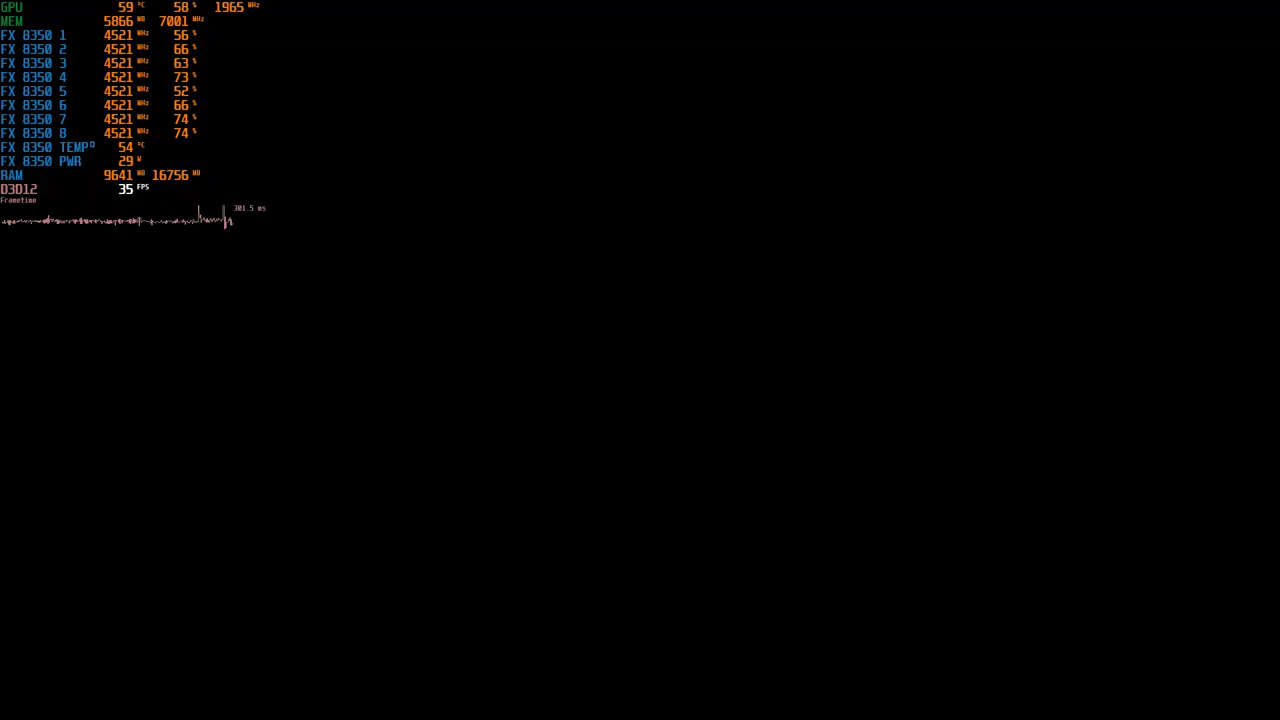 GPU 59 °C 58 % 1965 MHz
MEM 5866 MB 7001 MHz
FX 8350 1 4521 MHz 56 %
FX 8350 2 4521 MHz 66 %
FX 8350 3 4521 MHz 63 %
FX 8350 4 4521 MHz 73 %
FX 8350 5 4521 MHz 52 %
FX 8350 6 4521 MHz 66 %
FX 8350 7 4521 MHz 74 %
FX 8350 8 4521 MHz 74 %
FX 8350 TEMPº 54 °C
FX 8350 PWR 29 W
RAM 9641 MB 16756 MB
D3D12 35 FPS
Frametime
301.5 ms